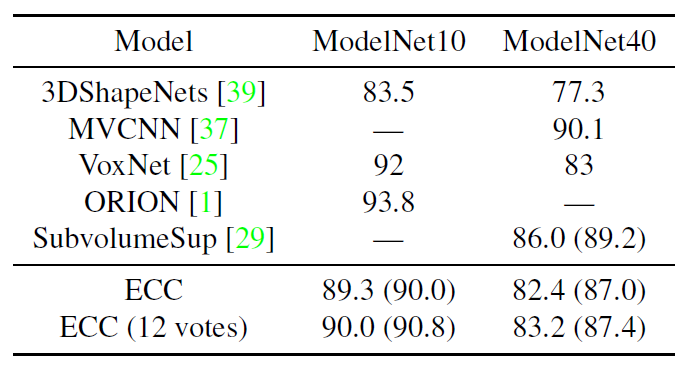 Model ModelNet10 ModelNet40
3DShapeNets [39] 83.5 77.3
MVCNN [37] — 90.1
VoxNet [25] 92 83
ORION [1] 93.8 —
SubvolumeSup [29] — 86.0 (89.2)
ECC 89.3 (90.0) 82.4 (87.0)
ECC (12 votes) 90.0 (90.8) 83.2 (87.4)